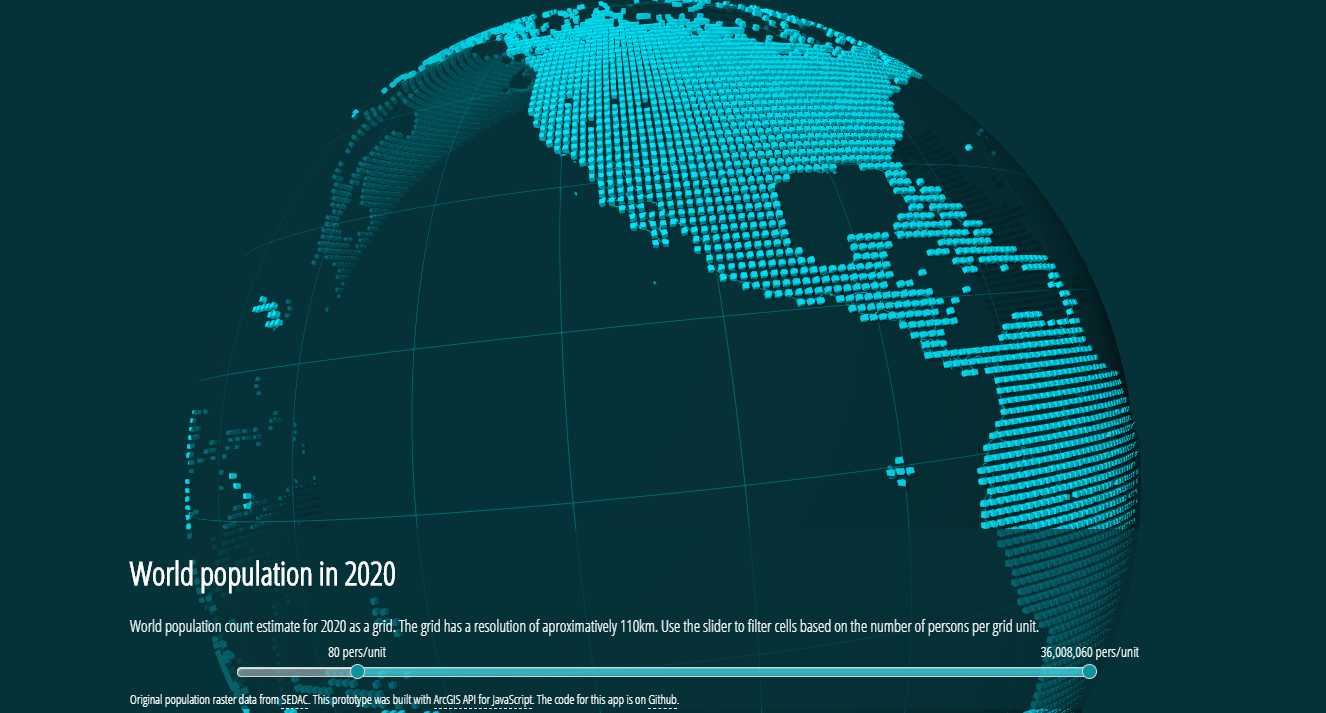 World population in 2020
World population count estimate for 2020 as a grid. The grid has a resolution of aproximatively 110km. Use the slider to filter cells based on the number of persons per grid unit.
80 pers/unit
36,008,060 pers/unit
Original population raster data from SEDAC. This prototype was built with ArcGIS API for JavaScript. The code for this app is on Github.